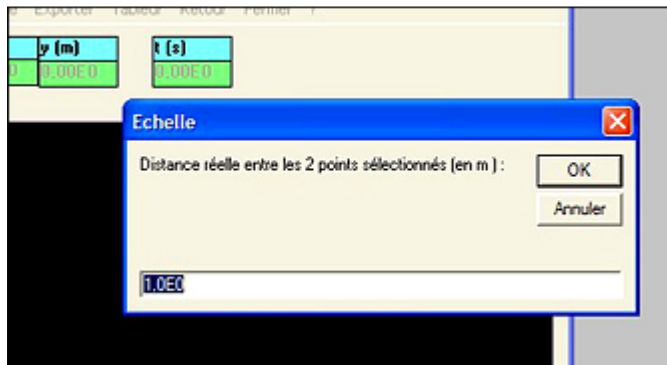 Exporter Tableur Retour Fermer ?
y (m) t (s)
0 0.00E0 0.00E0
Echelle
Distance réelle entre les 2 points sélectionnés (en m ) :
OK
Annuler
1.0E0